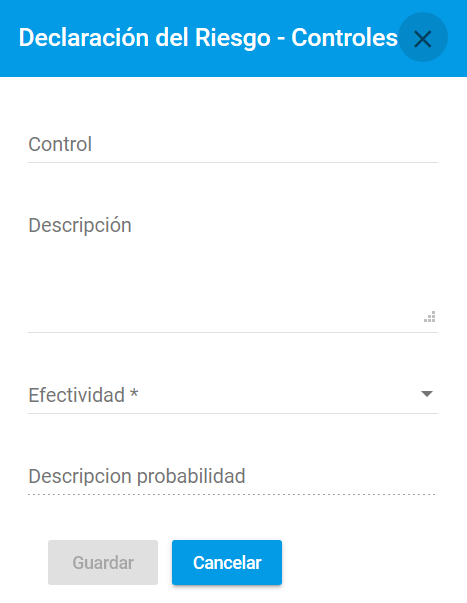 Declaración del Riesgo - Controles
Control
Descripción
Efectividad *
Descripcion probabilidad
Guardar
Cancelar